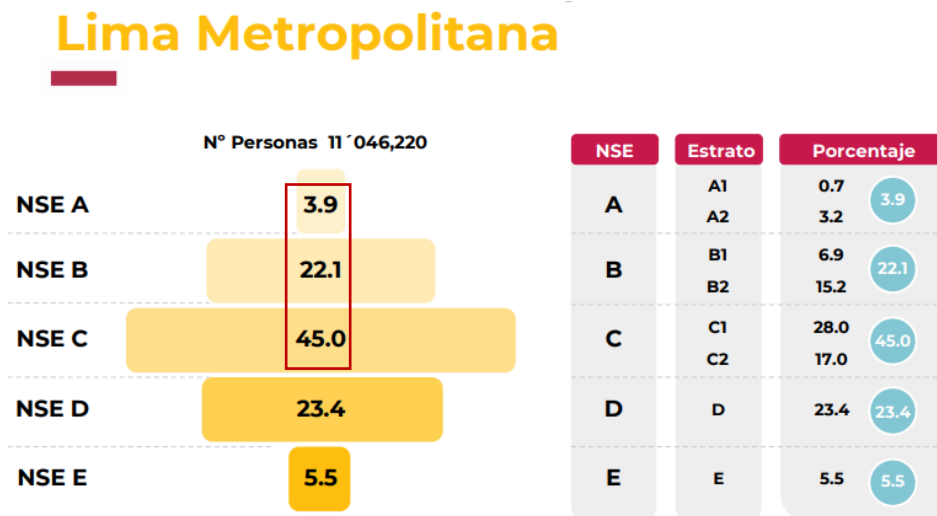 Lima Metropolitana
Nº Personas 11´046,220
NSE A 3.9
NSE B 22.1
NSE C 45.0
NSE D 23.4
NSE E 5.5
NSE Estrato Porcentaje
A A1 0.7 3.9
A2 3.2
B B1 6.9 22.1
B2 15.2
C C1 28.0 45.0
C2 17.0
D D 23.4 23.4
E E 5.5 5.5